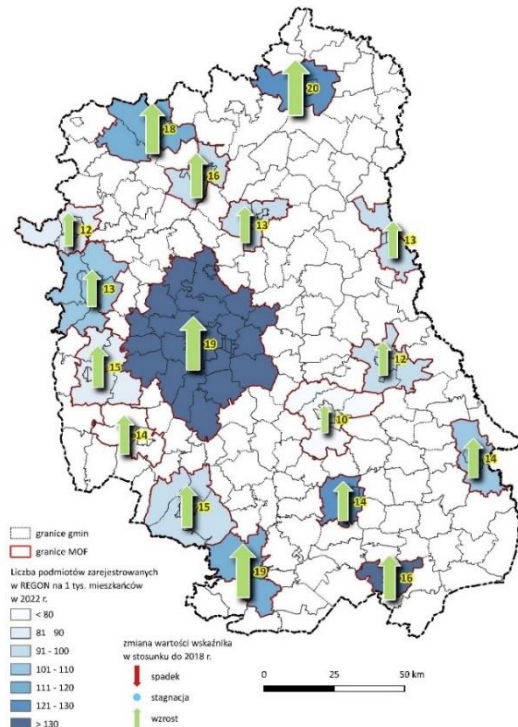 20
18
16
12
13
13
13
19
15
12
10
14
14
15
14
19
16
granice gmin
granice MOF
Liczba podmiotów zarejestrowanych
w REGON na 1 tys. mieszkańców
w 2022 r.
< 80
81 - 90
91 - 100
101 - 110
111 - 120
121 - 130
> 130
zmiana wartości wskaźnika
w stosunku do 2018 r.
spadek
stagnacja
wzrost
0 25 50 km